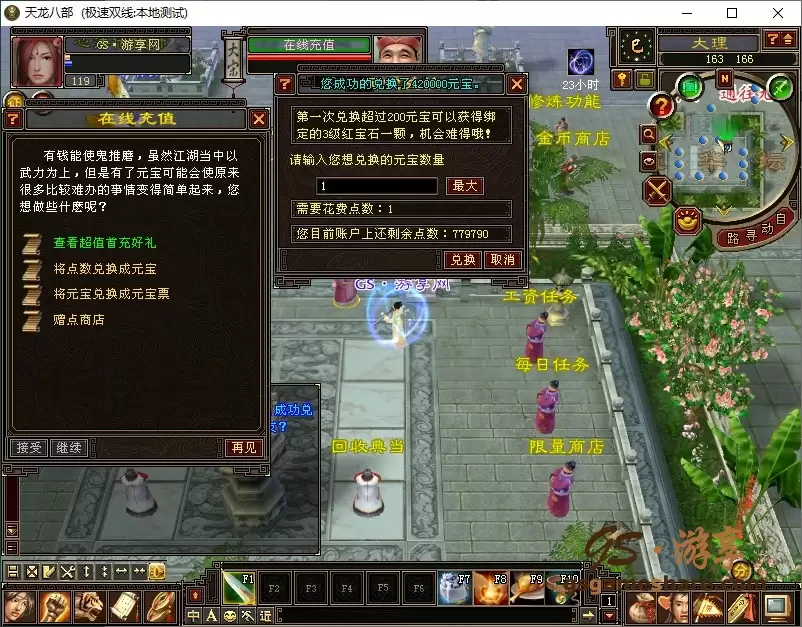 天龙八部 (极速双线:本地测试)
GS·游享网
119
大宗
在线充值
23小时
大理
163 166
N
修炼功能
金币商店
自动寻路
在线充值
有钱能使鬼推磨，虽然江湖当中以
武力为上，但是有了元宝可能会使原来
很多比较难办的事情变得简单起来，您
想做些什麽呢？
查看超值首充好礼
将点数兑换成元宝
将元宝兑换成元宝票
赠点商店
接受
继续
再见
您成功的兑换了420000元宝。
第一次兑换超过200元宝可以获得绑
定的3级红宝石一颗，机会难得哦！
请输入您想兑换的元宝数量
1
最大
需要花费点数：1
您目前账户上还剩余点数：779790
兑换
取消
GS·游享网
工资任务
每日任务
限量商店
回收典当
成功兑
GS·游享
F1
F2
F3
F4
F5
F6
F7
F8
F9
F10
1
中
A
近